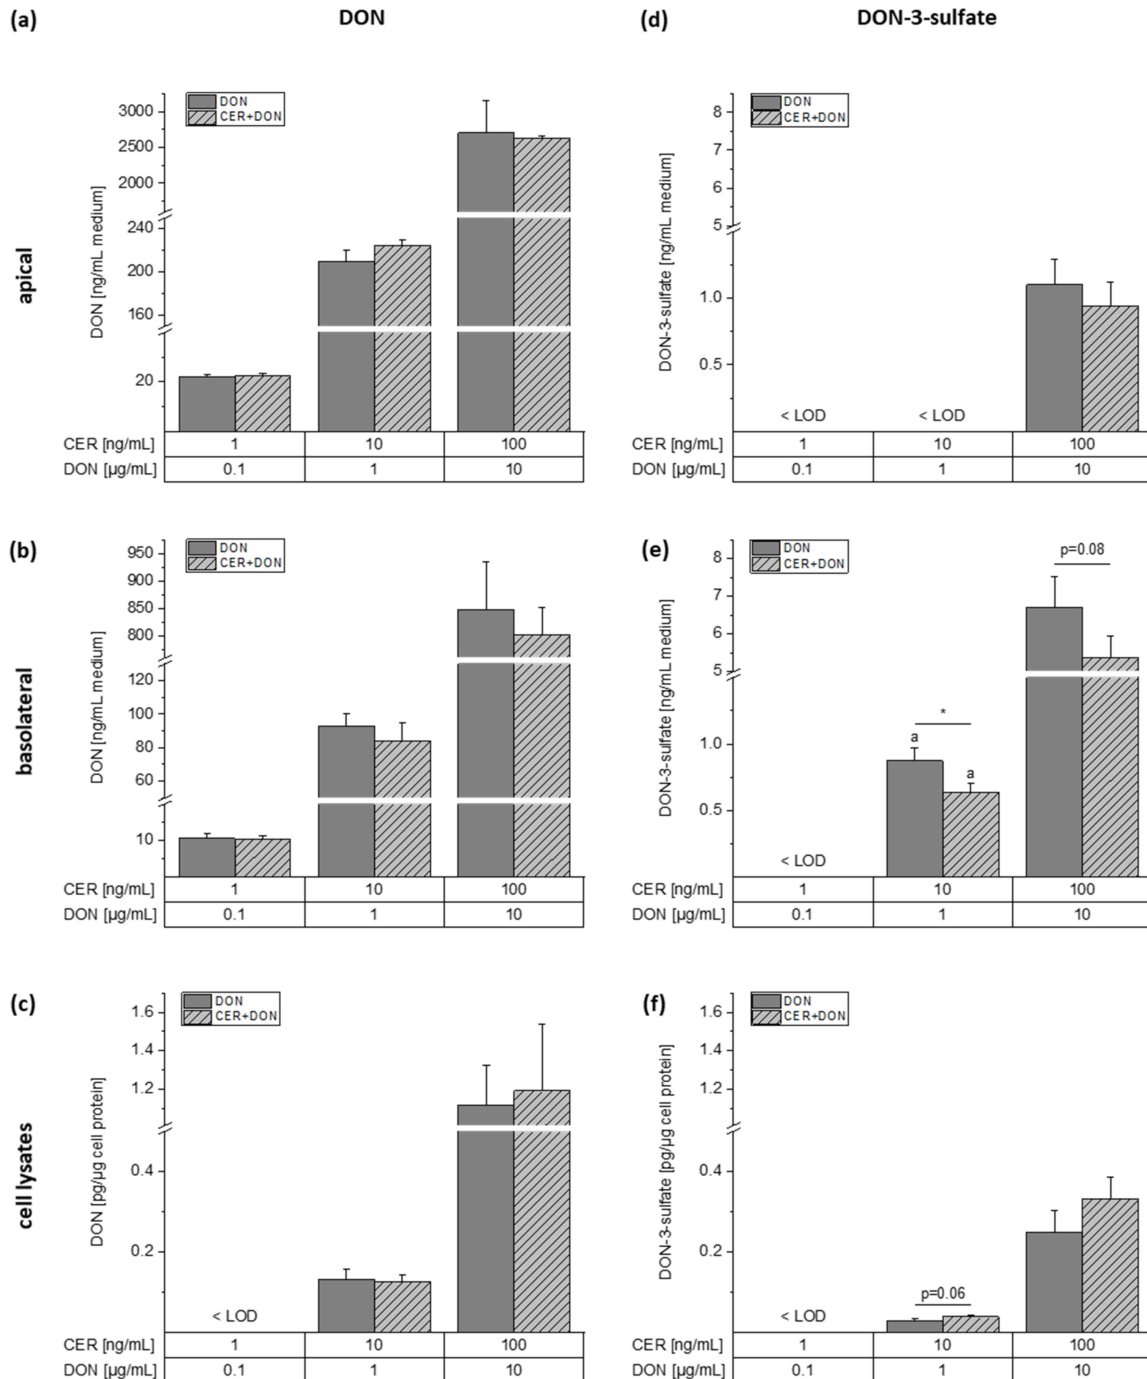 (a) DON
DON
CER+DON
3000
2500
2000
240
200
160
20
DON [ng/mL medium]
apical
CER [ng/mL] 1 10 100
DON [µg/mL] 0.1 1 10
(d) DON-3-sulfate
DON
CER+DON
8
7
6
5
1.0
0.5
DON-3-sulfate [ng/mL medium]
< LOD < LOD
CER [ng/mL] 1 10 100
DON [µg/mL] 0.1 1 10
(b)
DON
CER+DON
950
900
850
800
120
100
80
60
10
DON [ng/mL medium]
basolateral
CER [ng/mL] 1 10 100
DON [µg/mL] 0.1 1 10
(e)
DON
CER+DON
8
7
6
5
1.0
0.5
DON-3-sulfate [ng/mL medium]
p=0.08
*
a
a
< LOD
CER [ng/mL] 1 10 100
DON [µg/mL] 0.1 1 10
(c)
DON
CER+DON
1.6
1.4
1.2
0.4
0.2
DON [pg/µg cell protein]
cell lysates
< LOD
CER [ng/mL] 1 10 100
DON [µg/mL] 0.1 1 10
(f)
DON
CER+DON
1.6
1.4
1.2
0.4
0.2
DON-3-sulfate [pg/µg cell protein]
p=0.06
< LOD
CER [ng/mL] 1 10 100
DON [µg/mL] 0.1 1 10